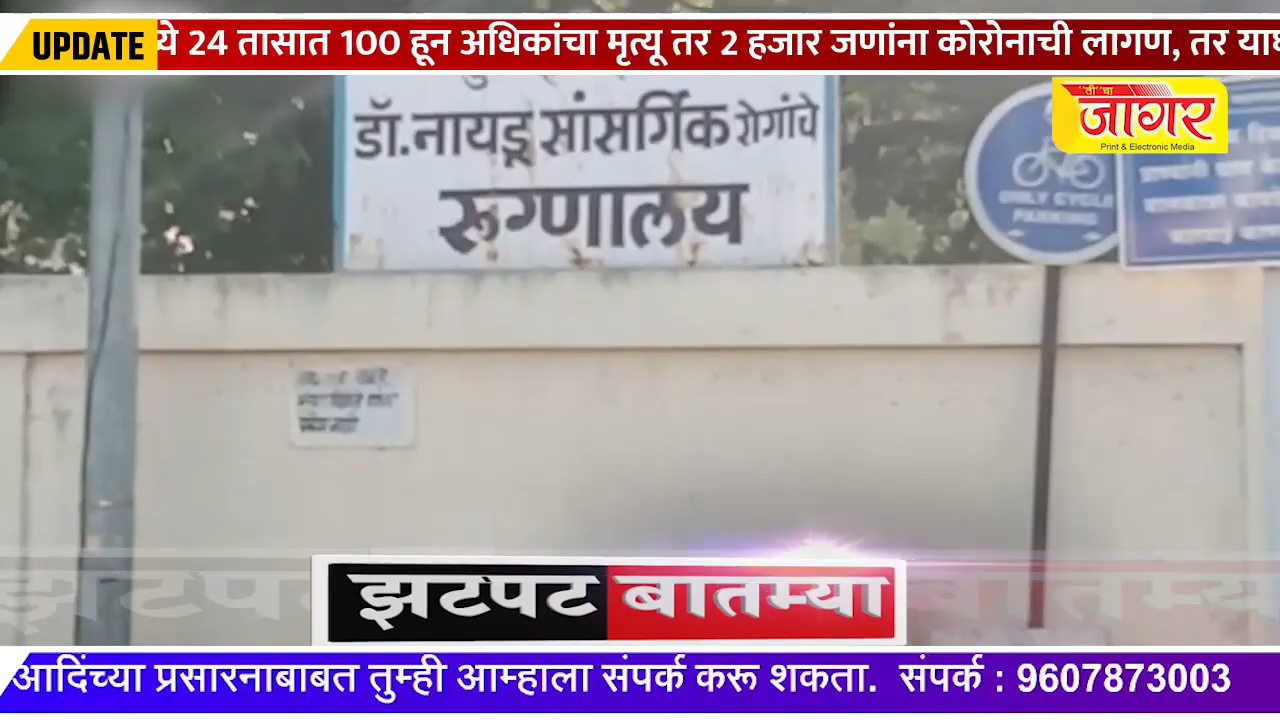 UPDATE
24 तासात 100 हून अधिकांचा मृत्यू तर 2 हजार जणांना कोरोनाची लागण, तर
"ती"चा
जागर
Print & Electronic Media
डॉ.नायडू सांसर्गिक रोगांचे
रुग्णालय
ONLY CYCLE
PARKING
झटपट बातम्या
आदिंच्या प्रसारनाबाबत तुम्ही आम्हाला संपर्क करू शकता. संपर्क : 9607873003